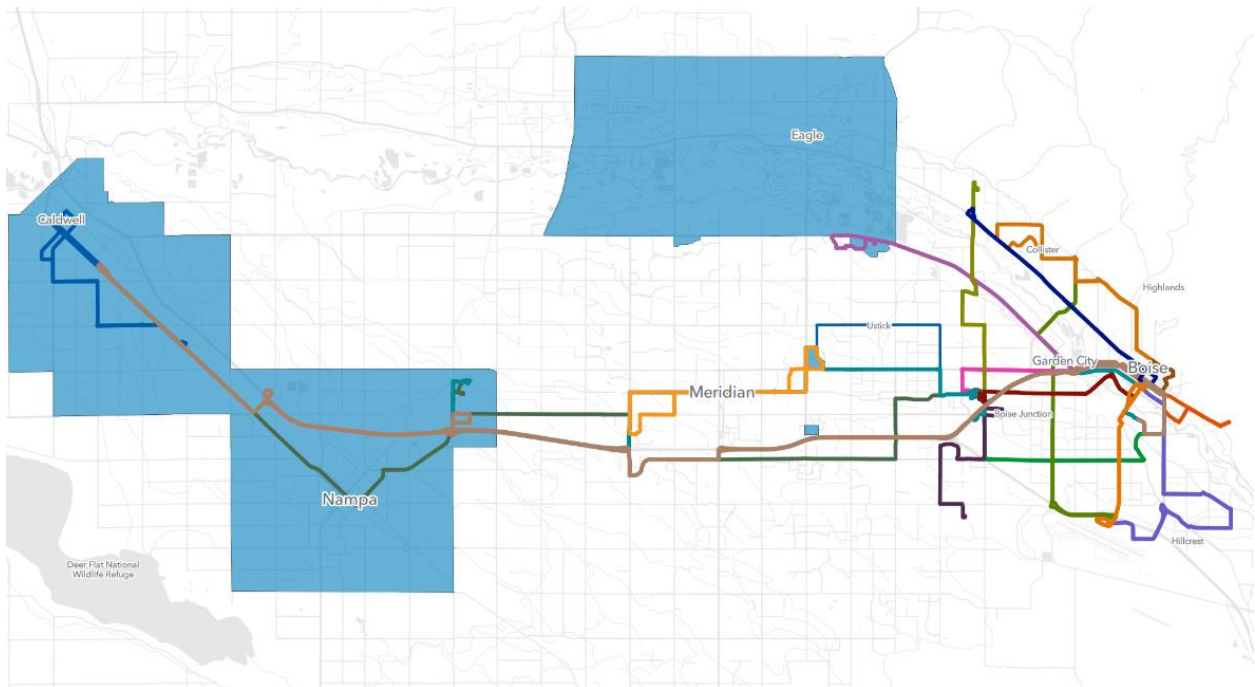 Eagle
Caldwell
Collister
Highlands
Ustick
Garden City
Boise
Meridian
Boise Junction
Nampa
Hillcrest
Deer Flat National
Wildlife Refuge